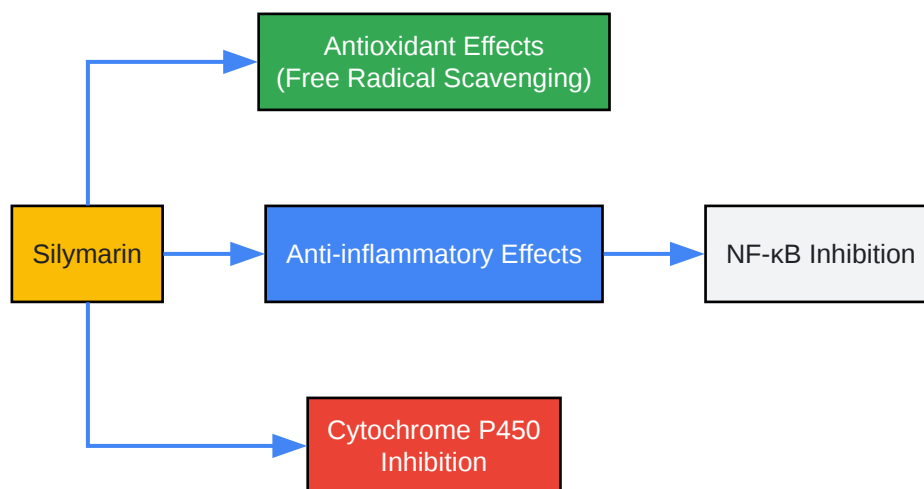 Antioxidant Effects
(Free Radical Scavenging)
Silymarin
Anti-inflammatory Effects
NF-κB Inhibition
Cytochrome P450
Inhibition